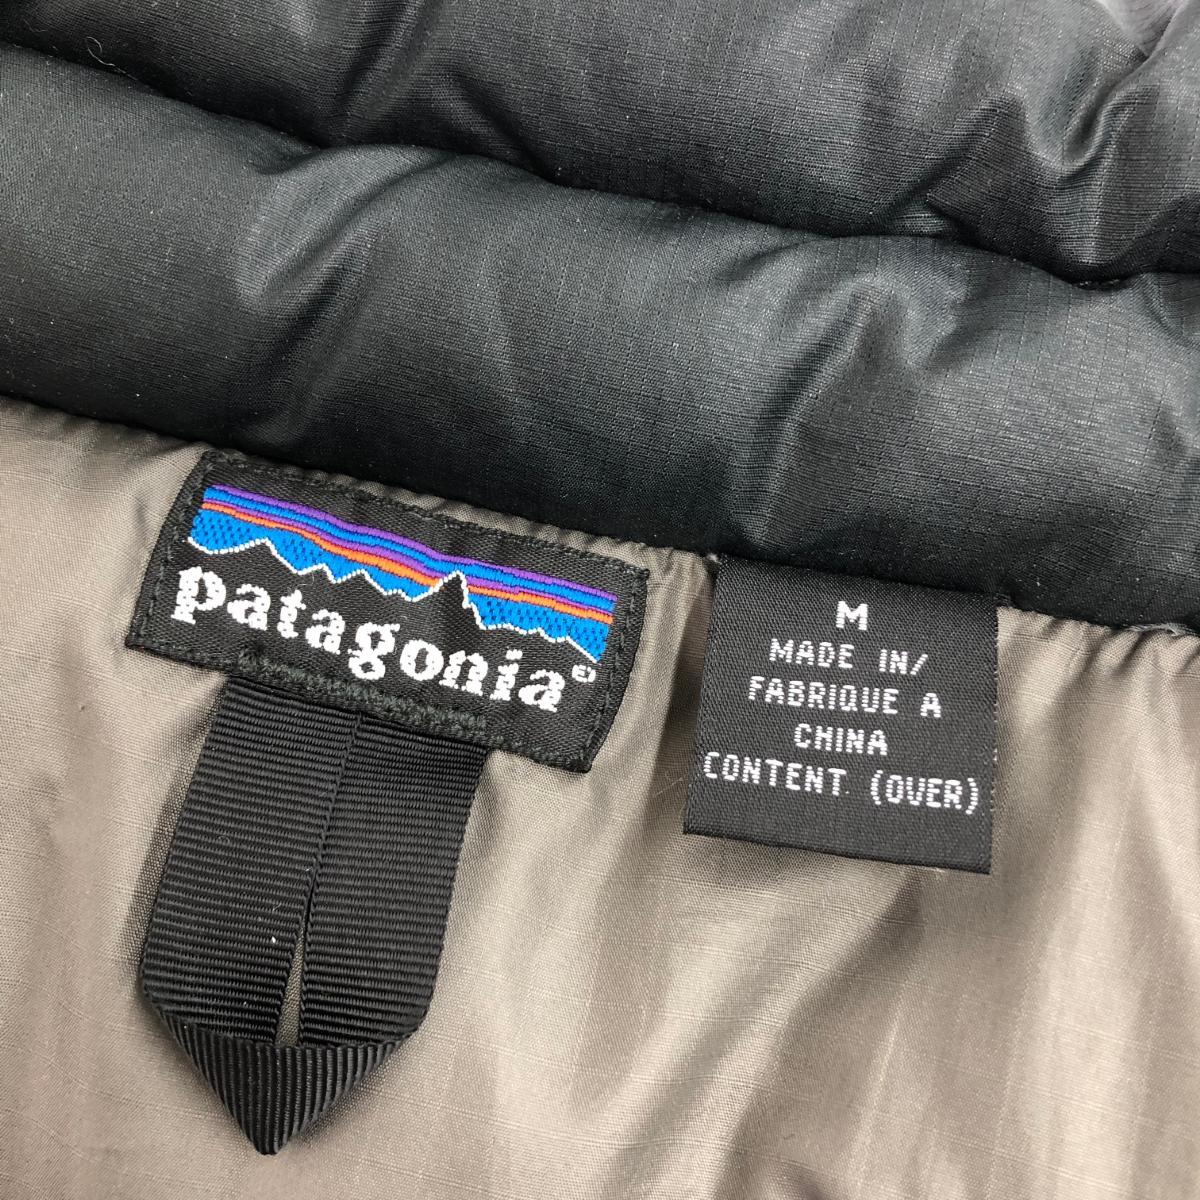 patagonia®
M
MADE IN/
FABRIQUE A
CHINA
CONTENT (OVER)